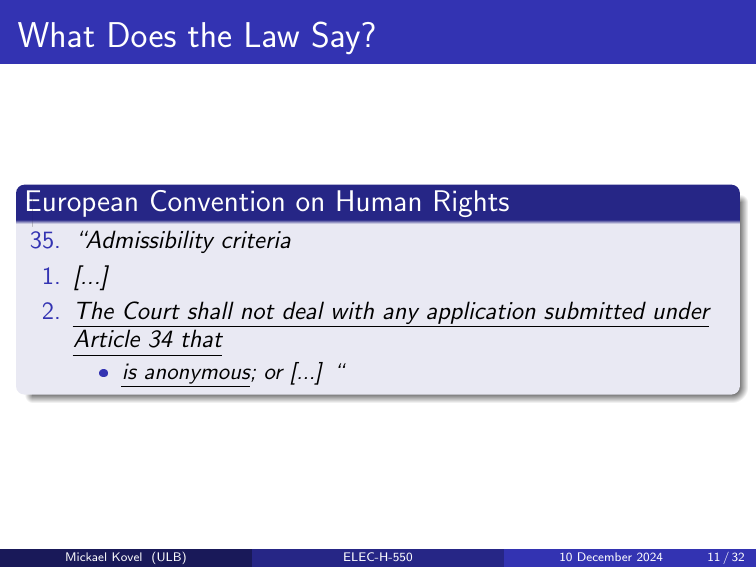 What Does the Law Say?
European Convention on Human Rights
35. “Admissibility criteria
1. [...]
2. The Court shall not deal with any application submitted under
Article 34 that
• is anonymous; or [...] “
Mickael Kovel (ULB) ELEC-H-550 10 December 2024 11 / 32